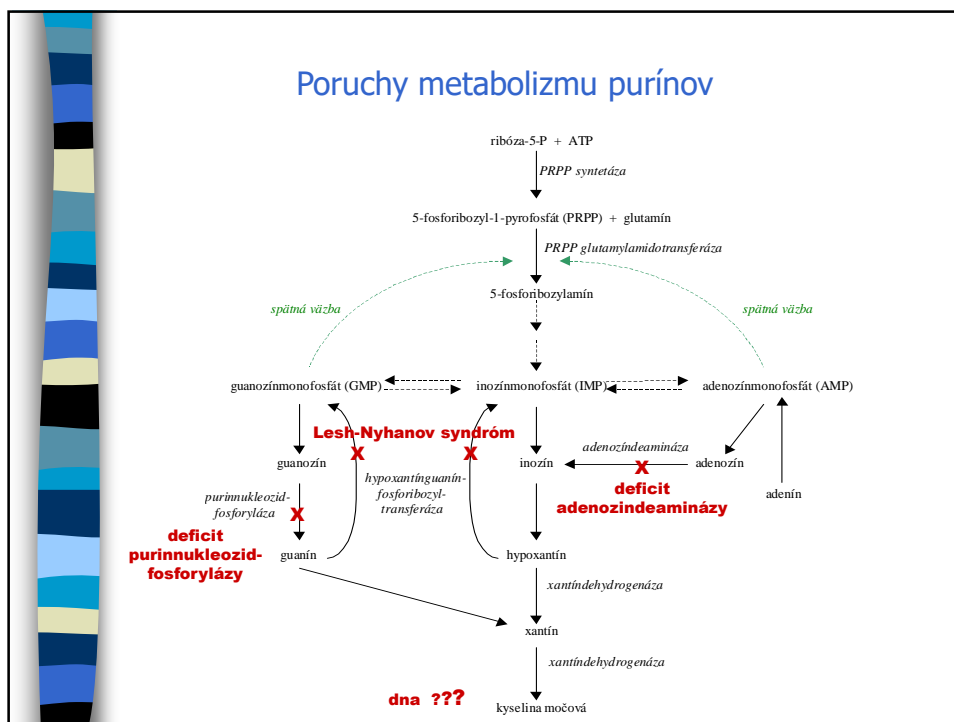 Poruchy metabolizmu purínov
ribóza-5-P + ATP
PRPP syntetáza
5-fosforibozyl-1-pyrofosfát (PRPP) + glutamín
PRPP glutamylamidotransferáza
5-fosforibozylamín
spätná väzba
spätná väzba
guanozínmonofosfát (GMP)
inozínmonofosfát (IMP)
adenozínmonofosfát (AMP)
Lesh-Nyhanov syndróm
X
X
adenozíndeamináza
guanozín
inozín
X
adenozín
hypoxantínguanín-
fosforibozyl-
transferáza
deficit
adenozindeaminázy
adenín
purinnukleozid-
fosforyláza
X
deficit
purinnukleozid-
fosforylázy
guanín
hypoxantín
xantíndehydrogenáza
xantín
xantíndehydrogenáza
dna ???
kyselina močová